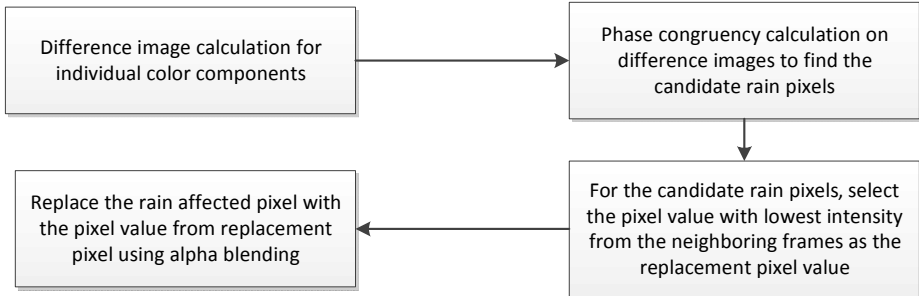 Difference image calculation for
individual color components
Phase congruency calculation on
difference images to find the
candidate rain pixels
For the candidate rain pixels, select
the pixel value with lowest intensity
from the neighboring frames as the
replacement pixel value
Replace the rain affected pixel with
the pixel value from replacement
pixel using alpha blending